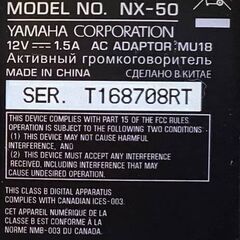 MODEL NO. NX-50
YAMAHA CORPORATION
12V⎓1.5A AC ADAPTOR MU18
Активный громкоговоритель
MADE IN CHINA СДЕЛАНО В КИТАЕ
SER. T168708RT
THIS DEVICE COMPLIES WITH PART 15 OF THE FCC RULES.
OPERATION IS SUBJECT TO THE FOLLOWING TWO CONDITIONS:
(1) THIS DEVICE MAY NOT CAUSE HARMFUL
INTERFERENCE, AND
(2) THIS DEVICE MUST ACCEPT ANY INTERFERENCE
RECEIVED, INCLUDING INTERFERENCE THAT MAY
CAUSE UNDESIRED OPERATION.
THIS CLASS B DIGITAL APPARATUS
COMPLIES WITH CANADIAN ICES-003.
CET APPAREIL NUMÉRIQUE DE LA
CLASSE B EST CONFORME À LA
NORME NMB-003 DU CANADA.